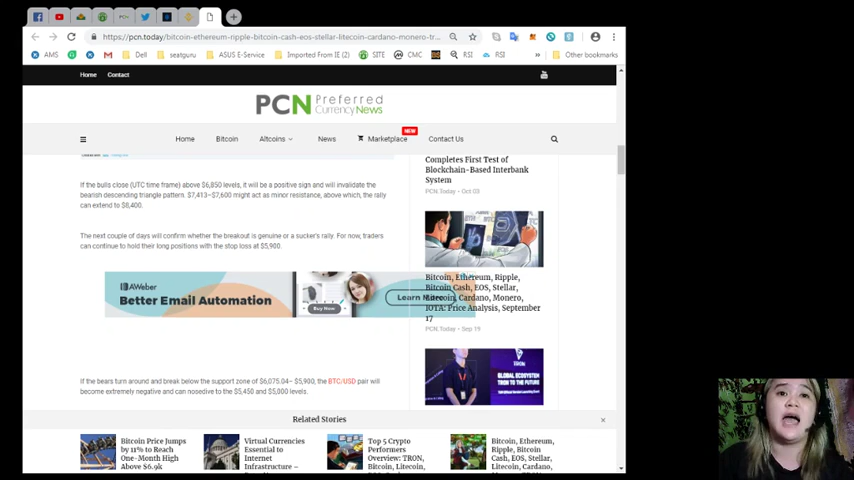 https://pcn.today/bitcoin-ethereum-ripple-bitcoin-cash-eos-stellar-litecoin-cardano-monero-tr...
AMS
Dell
seatguru
ASUS E-Service
Imported From IE (2)
SITE
CMC
RSI
RSI
»
Other bookmarks
Home
Contact
PCN Preferred
Currency News
NEW
Home
Bitcoin
Altcoins
News
Marketplace
Contact Us
Completes First Test of
Blockchain-Based Interbank
System
PCN.Today - Oct 03
If the bulls close (UTC time frame) above $6,850 levels, it will be a positive sign and will invalidate the
bearish descending triangle pattern. $7,413–$7,600 might act as minor resistance, above which, the rally
can extend to $8,400.
The next couple of days will confirm whether the breakout is genuine or a sucker's rally. For now, traders
can continue to hold their long positions with the stop loss at $5,900.
AWeber
Better Email Automation
Buy Now
Learn
Bitcoin, Ethereum, Ripple,
Bitcoin Cash, EOS, Stellar,
Litecoin, Cardano, Monero,
IOTA: Price Analysis, September
17
PCN.Today - Sep 19
TRON
GLOBAL ECOSYSTEM
TRON TO THE FUTURE
If the bears turn around and break below the support zone of $6,075.04– $5,900, the BTC/USD pair will
become extremely negative and can nosedive to the $5,450 and $5,000 levels.
Related Stories
Bitcoin Price Jumps
by 11% to Reach
One-Month High
Above $6.9k
Virtual Currencies
Essential to
Internet
Infrastructure –
Top 5 Crypto
Performers
Overview: TRON,
Bitcoin, Litecoin,
Bitcoin, Ethereum,
Ripple, Bitcoin
Cash, EOS, Stellar,
Litecoin, Cardano,